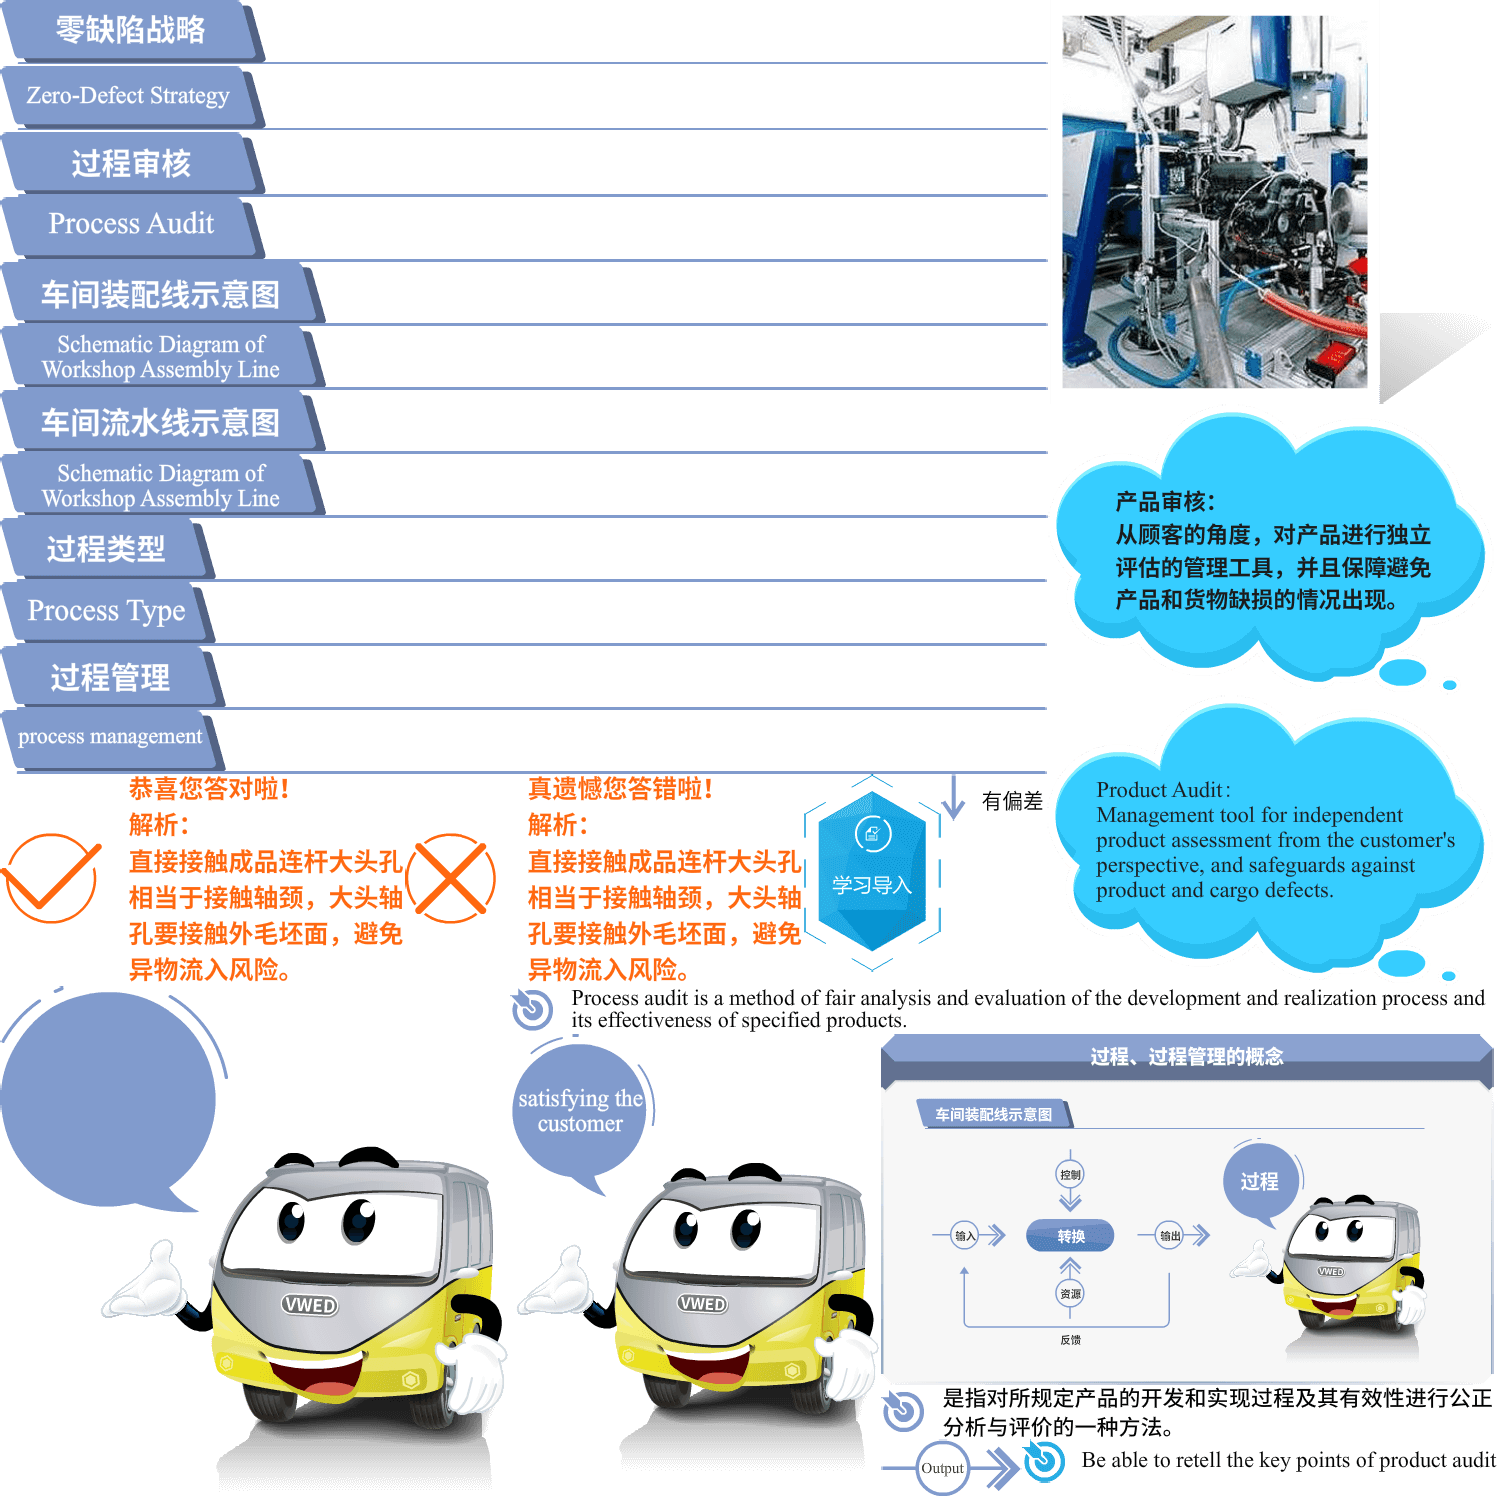 零缺陷战略
Zero-Defect Strategy
过程审核
Process Audit
车间装配线示意图
Schematic Diagram of
Workshop Assembly Line
车间流水线示意图
Schematic Diagram of
Workshop Assembly Line
过程类型
Process Type
过程管理
process management
产品审核：
从顾客的角度，对产品进行独立
评估的管理工具，并且保障避免
产品和货物缺损的情况出现。
Product Audit：
Management tool for independent
product assessment from the customer's
perspective, and safeguards against
product and cargo defects.
恭喜您答对啦！
解析：
直接接触成品连杆大头孔
相当于接触轴颈，大头轴
孔要接触外毛坯面，避免
异物流入风险。
真遗憾您答错啦！
解析：
直接接触成品连杆大头孔
相当于接触轴颈，大头轴
孔要接触外毛坯面，避免
异物流入风险。
学习导入
有偏差
Process audit is a method of fair analysis and evaluation of the development and realization process and
its effectiveness of specified products.
VWED
satisfying the
customer
VWED
过程、过程管理的概念
车间装配线示意图
控制
输入
转换
输出
资源
反馈
过程
VWED
是指对所规定产品的开发和实现过程及其有效性进行公正
分析与评价的一种方法。
Output
Be able to retell the key points of product audit